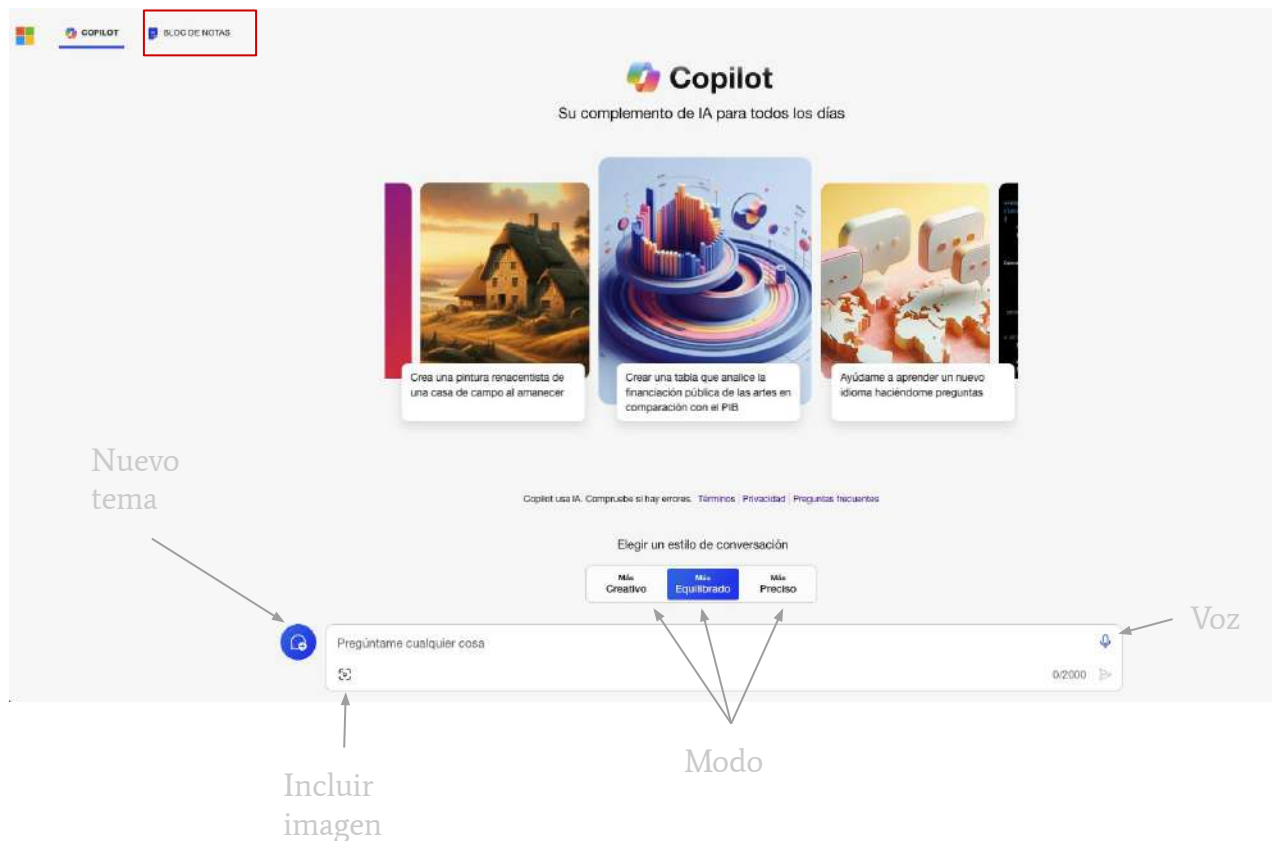 COPILOT
BLOC DE NOTAS
Copilot
Su complemento de IA para todos los días
Crea una pintura renacentista de
una casa de campo al amanecer
Crear una tabla que analice la
financiación pública de las artes en
comparación con el PIB
Ayúdame a aprender un nuevo
idioma haciéndome preguntas
Nuevo
tema
Copilot usa IA. Compruebe si hay errores. Términos Privacidad Preguntas frecuentes
Elegir un estilo de conversación
Más
Creativo
Más
Equilibrado
Más
Preciso
Voz
Pregúntame cualquier cosa
0/2000
Modo
Incluir
imagen